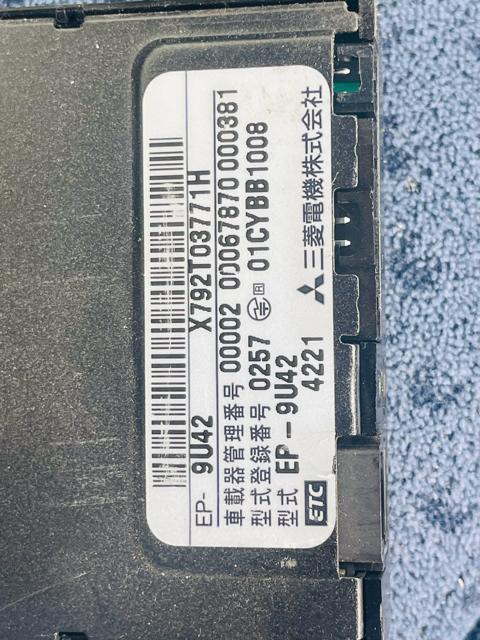 EP-9U42 X792T03771H
車載器管理番号 00002 00067870 000381
型式登録番号 0257 R 01CYBB1008
型式 EP-9U42
ETC 4221 三菱電機株式会社